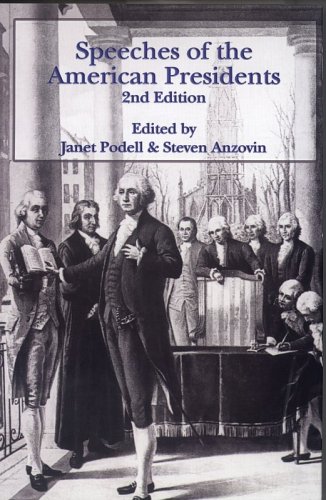 Speeches of the
American Presidents
2nd Edition
Edited by
Janet Podell & Steven Anzovin